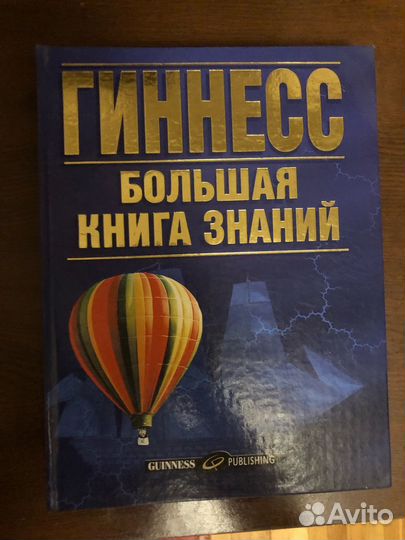 ГИННЕСС
БОЛЬШАЯ
КНИГА ЗНАНИЙ
GUINNESS PUBLISHING
Avito